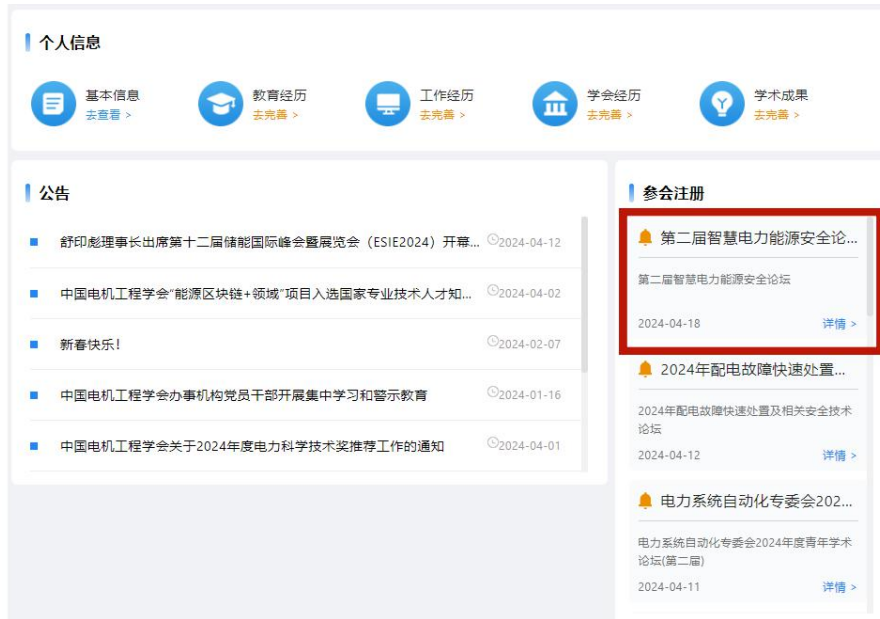 个人信息
基本信息
去查看 >
教育经历
去完善 >
工作经历
去完善 >
学会经历
去完善 >
学术成果
去完善 >
公告
舒印彪理事长出席第十二届储能国际峰会暨展览会（ESIE2024）开幕... 2024-04-12
中国电机工程学会“能源区块链+领域”项目入选国家专业技术人才知... 2024-04-02
新春快乐！ 2024-02-07
中国电机工程学会办事机构党员干部开展集中学习和警示教育 2024-01-16
中国电机工程学会关于2024年度电力科学技术奖推荐工作的通知 2024-04-01
参会注册
第二届智慧电力能源安全论...
第二届智慧电力能源安全论坛
2024-04-18 详情 >
2024年配电故障快速处置...
2024年配电故障快速处置及相关安全技术
论坛
2024-04-12 详情 >
电力系统自动化专委会202...
电力系统自动化专委会2024年度青年学术
论坛(第二届)
2024-04-11 详情 >